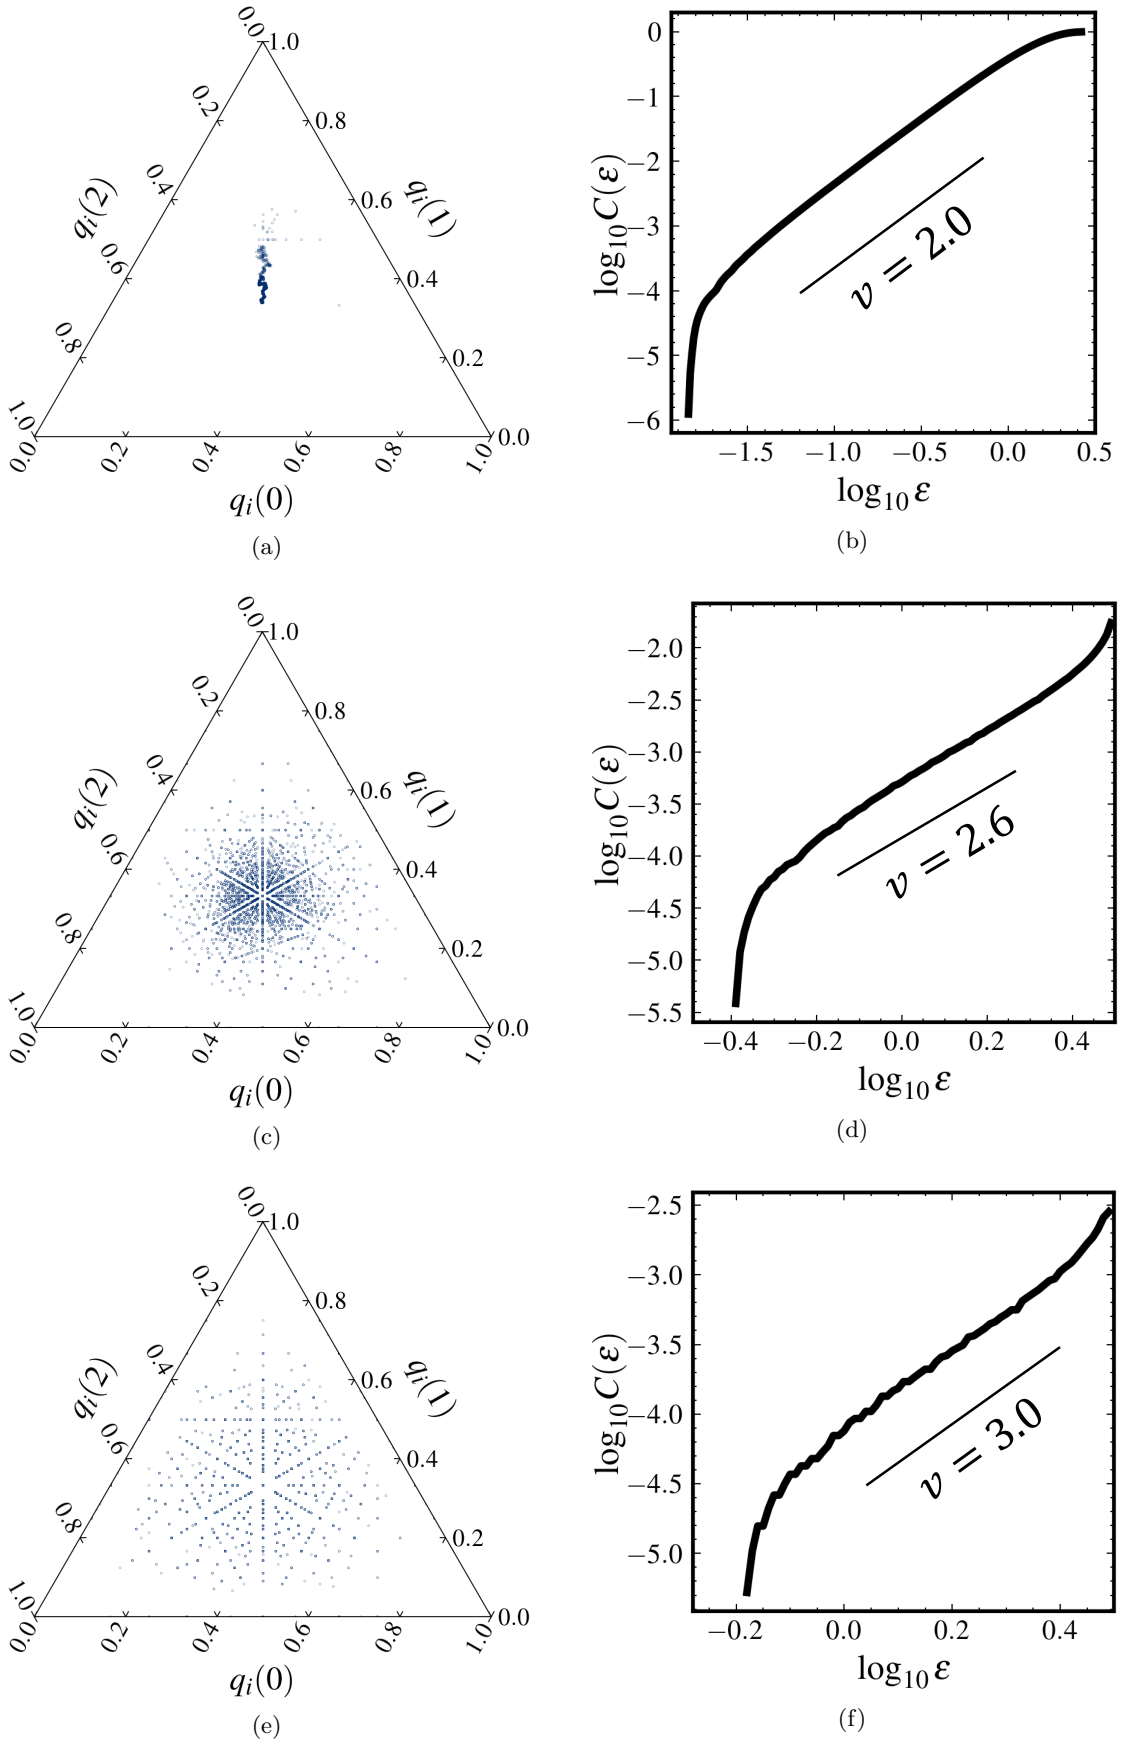 0.0 1.0
0.2 0.8
0.4 0.6
q_i(2) q_i(1)
0.6 0.4
0.8 0.2
1.0 0.0
0.0 0.2 0.4 0.6 0.8 1.0
q_i(0)
(a)
0
−1
−2
−3
−4
−5
−6
log₁₀C(ε)
ν = 2.0
−1.5 −1.0 −0.5 0.0 0.5
log₁₀ε
(b)
0.0 1.0
0.2 0.8
0.4 0.6
q_i(2) q_i(1)
0.6 0.4
0.8 0.2
1.0 0.0
0.0 0.2 0.4 0.6 0.8 1.0
q_i(0)
(c)
−2.0
−2.5
−3.0
−3.5
−4.0
−4.5
−5.0
−5.5
log₁₀C(ε)
ν = 2.6
−0.4 −0.2 0.0 0.2 0.4
log₁₀ε
(d)
0.0 1.0
0.2 0.8
0.4 0.6
q_i(2) q_i(1)
0.6 0.4
0.8 0.2
1.0 0.0
0.0 0.2 0.4 0.6 0.8 1.0
q_i(0)
(e)
−2.5
−3.0
−3.5
−4.0
−4.5
−5.0
log₁₀C(ε)
ν = 3.0
−0.2 0.0 0.2 0.4
log₁₀ε
(f)